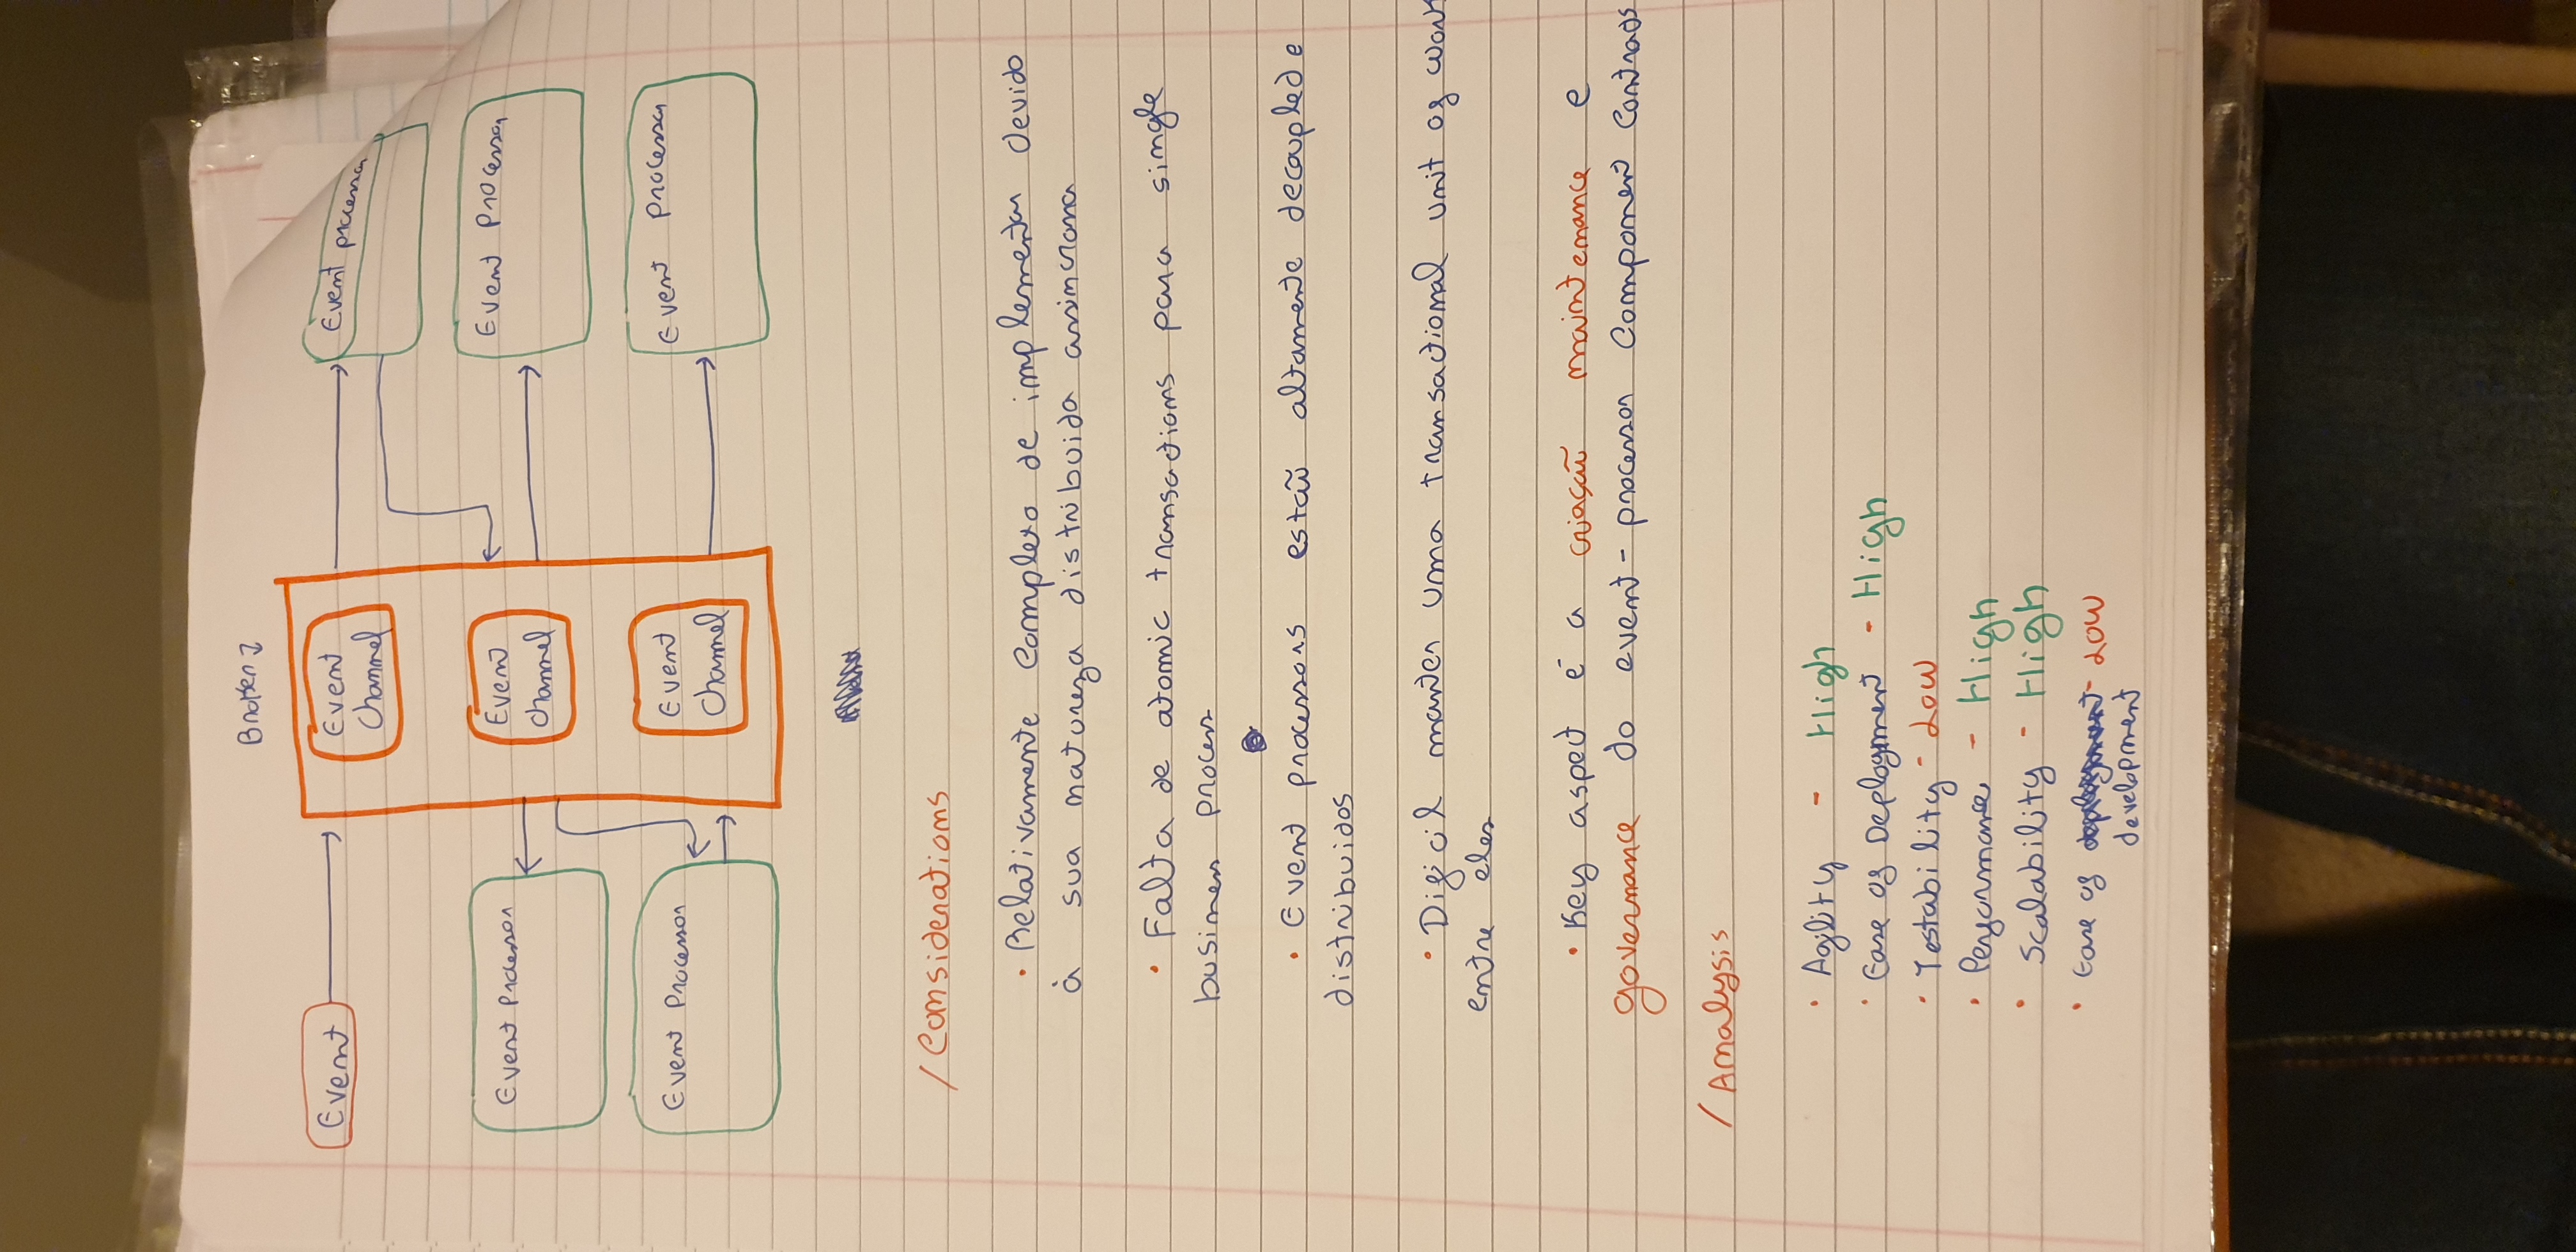 Broker
Event
Event
Channel
Event processor
Event Processor
Event
Channel
Event Processor
Event Processor
Event
Channel
Event Processor
/ Considerations
• Relativamente complexo de implementar devido
à sua natureza distribuida assincrona
• Falta de atomic transactions para single
business process
• Event processors estão altamente decoupled e
distribuidos
• Dificil manter uma transactional unit of work
entre eles
• Key aspect é a criação maintenance e
governance do event-processor component contracts
/ Analysis
• Agility - High
• Ease of Deployment - High
• Testability - Low
• Performance - High
• Scalability - High
• Ease of deployment - Low
development